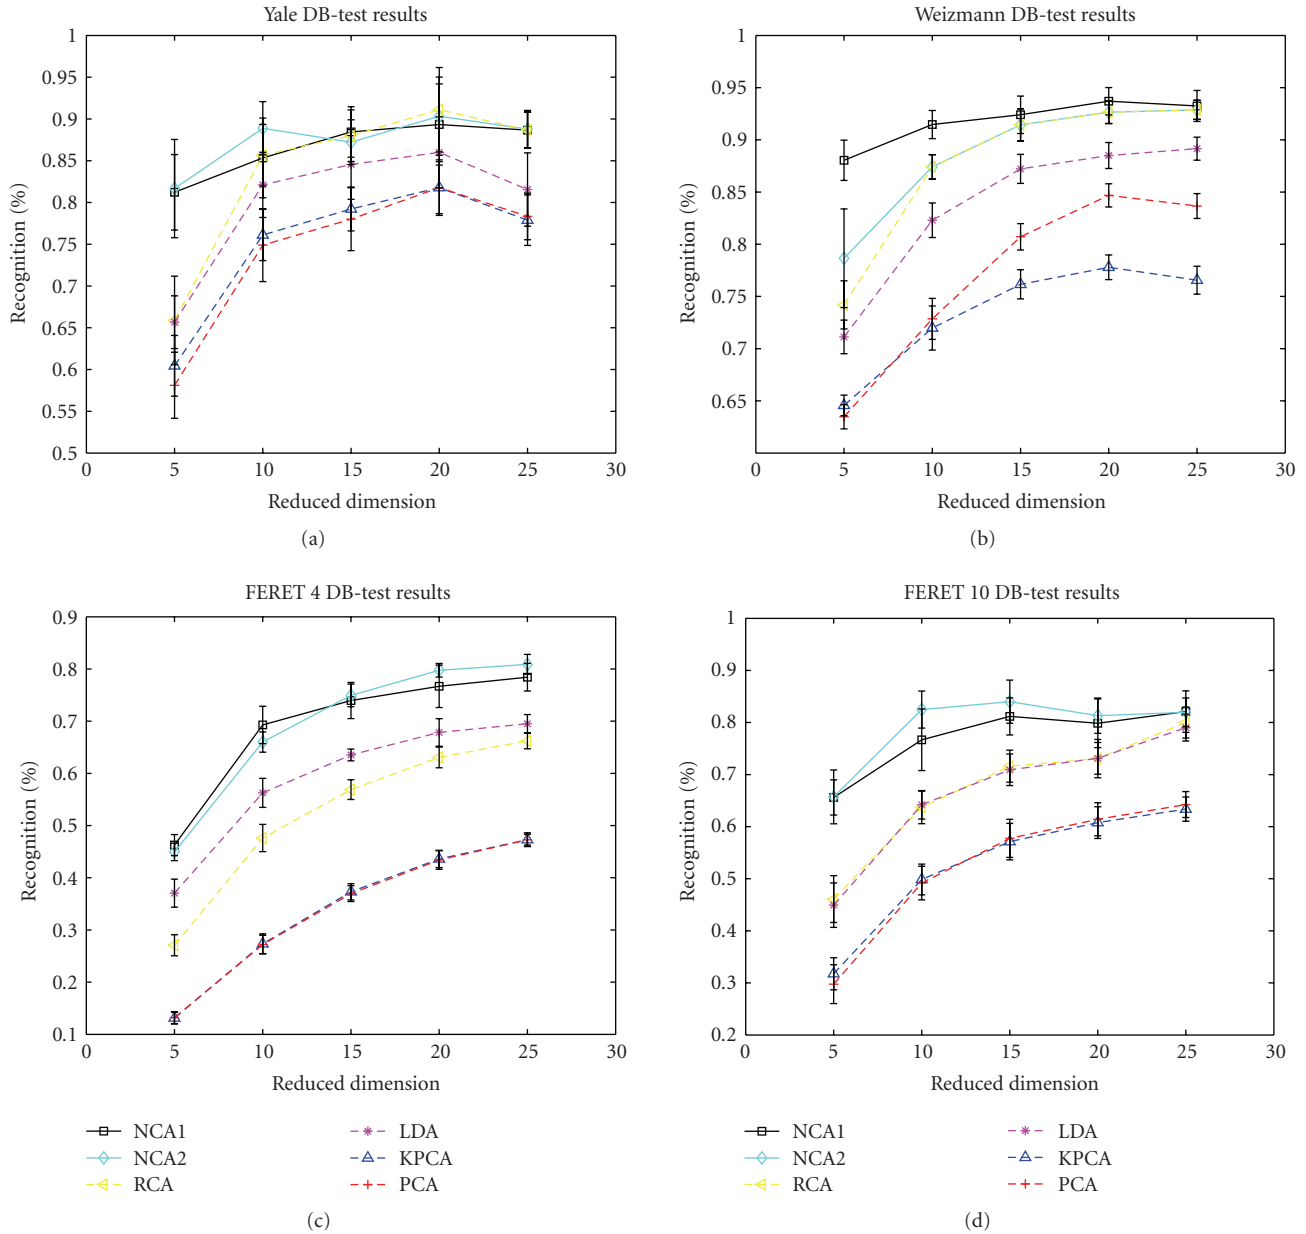 Yale DB-test results
1
0.95
0.9
0.85
0.8
0.75
0.7
0.65
0.6
0.55
0.5
Recognition (%)
0 5 10 15 20 25 30
Reduced dimension
(a)
Weizmann DB-test results
1
0.95
0.9
0.85
0.8
0.75
0.7
0.65
Recognition (%)
0 5 10 15 20 25 30
Reduced dimension
(b)
FERET 4 DB-test results
0.9
0.8
0.7
0.6
0.5
0.4
0.3
0.2
0.1
Recognition (%)
0 5 10 15 20 25 30
Reduced dimension
NCA1
NCA2
RCA
LDA
KPCA
PCA
(c)
FERET 10 DB-test results
1
0.9
0.8
0.7
0.6
0.5
0.4
0.3
0.2
Recognition (%)
0 5 10 15 20 25 30
Reduced dimension
NCA1
NCA2
RCA
LDA
KPCA
PCA
(d)